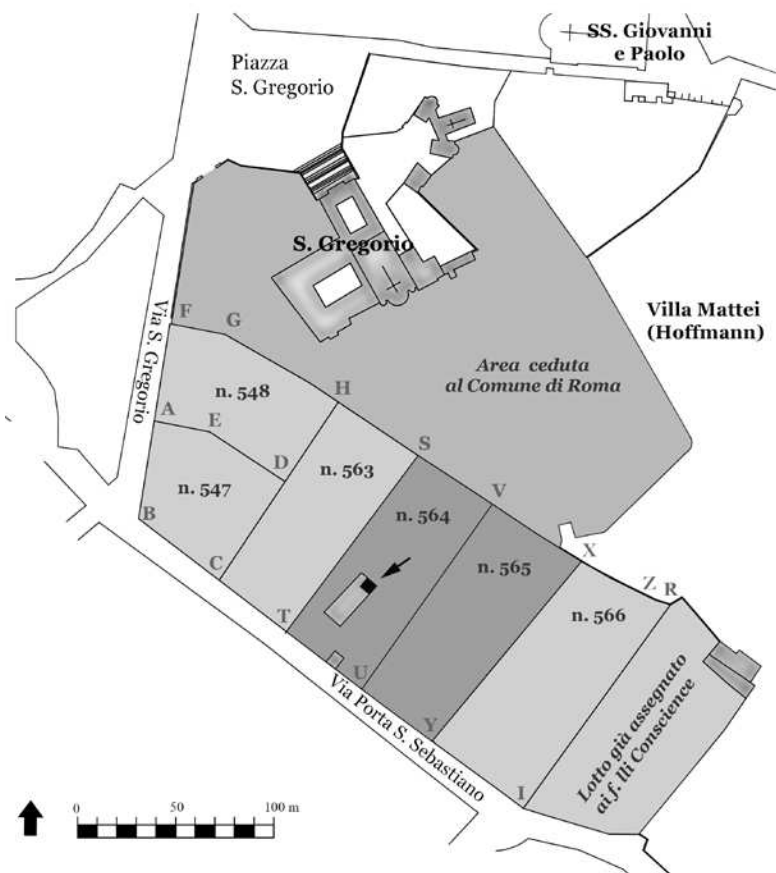 SS. Giovanni
e Paolo
Piazza
S. Gregorio
S. Gregorio
Villa Mattei
(Hoffmann)
Via S. Gregorio
F
G
Area ceduta
al Comune di Roma
n. 548
H
A
E
S
D
n. 563
n. 547
V
B
n. 564
X
C
n. 565
Z
R
T
n. 566
U
Via Porta S. Sebastiano
Y
Lotto già assegnato
ai f. lli Conscience
I
0
50
100 m